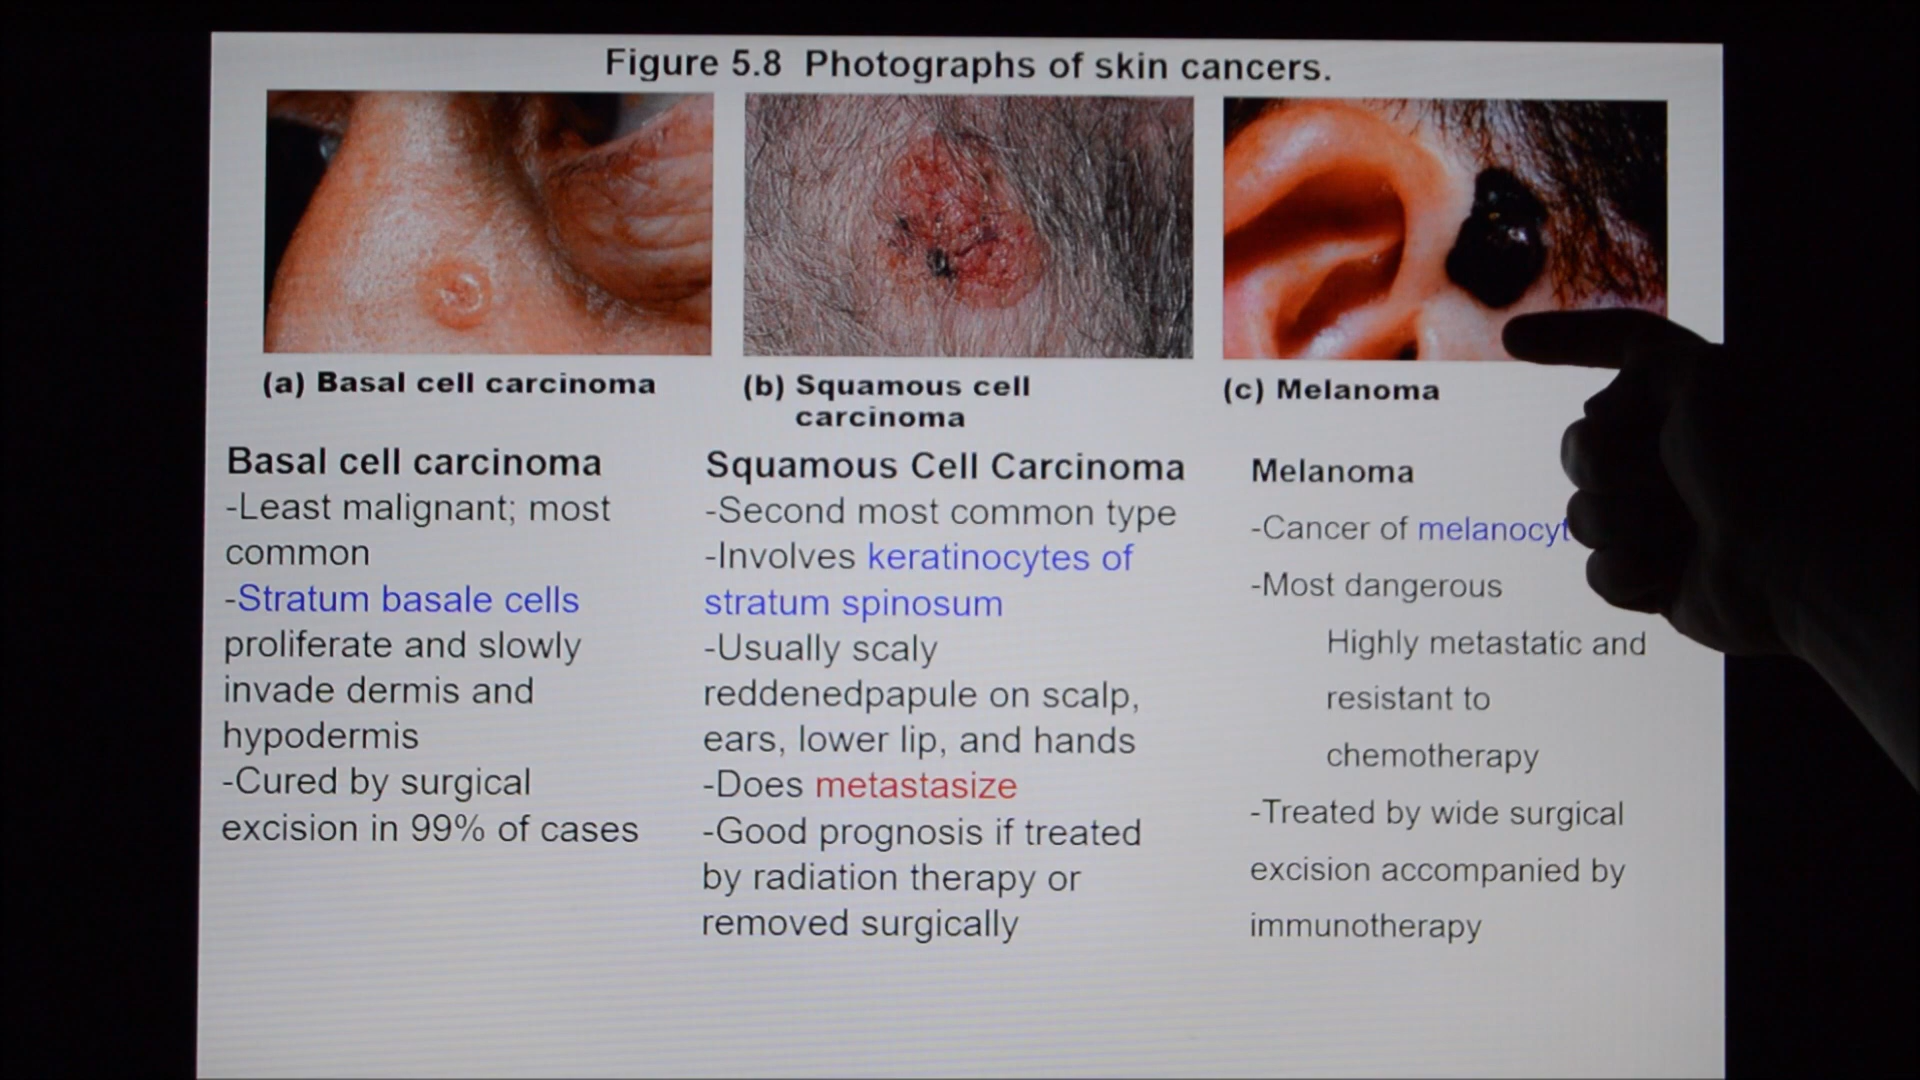 Figure 5.8 Photographs of skin cancers.
(a) Basal cell carcinoma
(b) Squamous cell
carcinoma
(c) Melanoma
Basal cell carcinoma
-Least malignant; most
common
-Stratum basale cells
proliferate and slowly
invade dermis and
hypodermis
-Cured by surgical
excision in 99% of cases
Squamous Cell Carcinoma
-Second most common type
-Involves keratinocytes of
stratum spinosum
-Usually scaly
reddenedpapule on scalp,
ears, lower lip, and hands
-Does metastasize
-Good prognosis if treated
by radiation therapy or
removed surgically
Melanoma
-Cancer of
-Most dangerous
Highly metastatic and
resistant to
chemotherapy
-Treated by wide surgical
excision accompanied by
immunotherapy